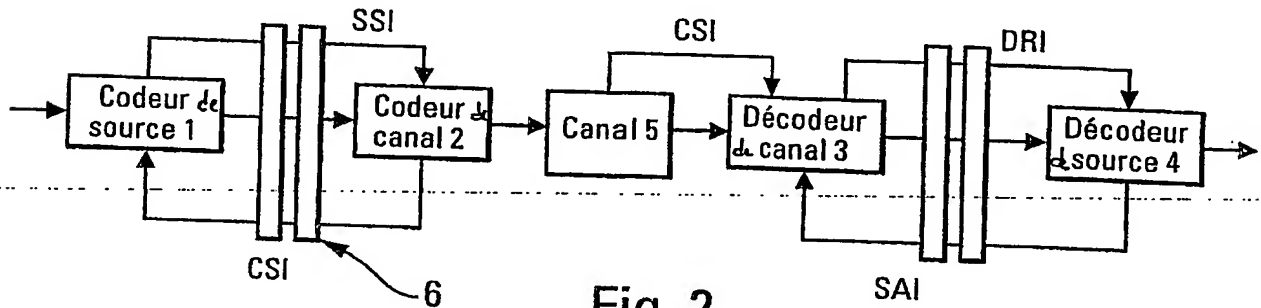 SSI
CSI
DRI
Codeur de
source 1
Codeur de
canal 2
Canal 5
Décodeur
de canal 3
Décodeur
source 4
CSI
6
SAI
Fig. 2